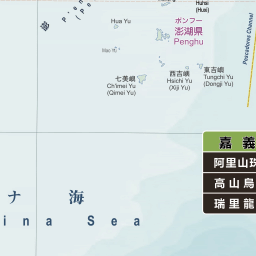 Huhsi
(Huxi)
Hua Yu
ポンフー
澎湖県
Penghu
Pescadores Channel
七美嶼
Ch'imei Yu
(Qimei Yu)
西吉嶼
Hsichi Yu
(Xiji Yu)
東吉嶼
Tungchi Yu
(Dongji Yu)
嘉義
阿里山
高山烏
瑞里龍
ナ海
ina Sea